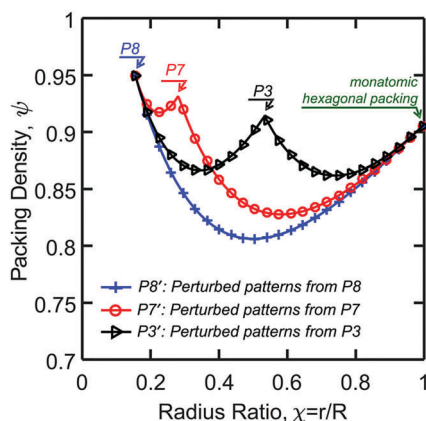 P8
P7
P3
monatomic
hexagonal packing
1
0.95
0.9
0.85
0.8
0.75
0.7
Packing Density, ψ
P8': Perturbed patterns from P8
P7': Perturbed patterns from P7
P3': Perturbed patterns from P3
0 0.2 0.4 0.6 0.8 1
Radius Ratio, χ=r/R